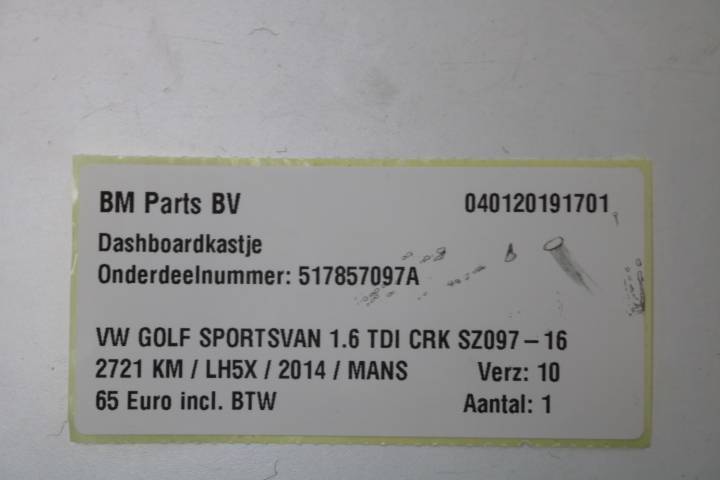 BM Parts BV 040120191701
Dashboardkastje
Onderdeelnummer: 517857097A
VW GOLF SPORTSVAN 1.6 TDI CRK SZ097-16
2721 KM / LH5X / 2014 / MANS Verz: 10
65 Euro incl. BTW Aantal: 1